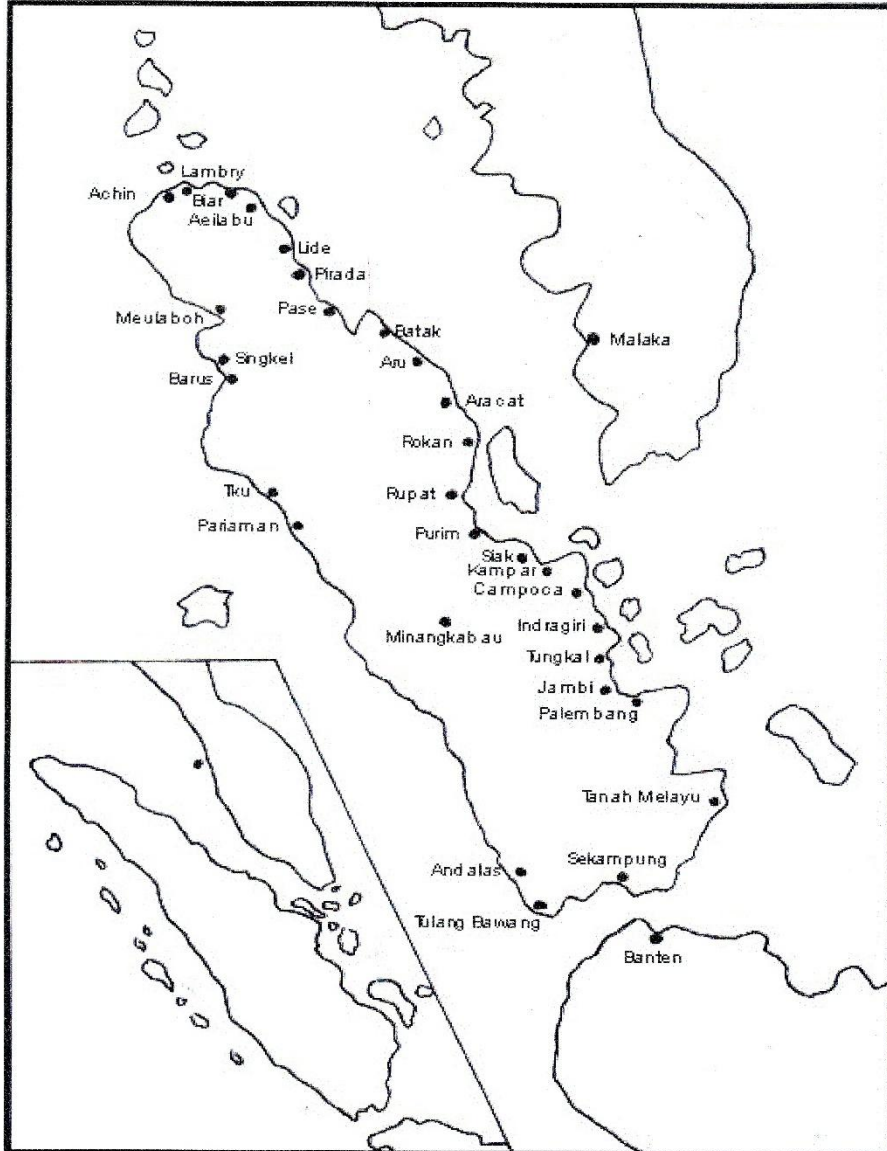 Lambry
Achin
Biar
Aeilabu
Lide
Pirada
Meulaboh
Pase
Batak
Malaka
Singkel
Aru
Barus
Aracat
Rokan
Tku
Rupat
Pariaman
Purim
Siak
Kampar
Campoca
Indragiri
Minangkabau
Tungkal
Jambi
Palembang
Tanah Melayu
Sekampung
Andalas
Tulang Bawang
Banten